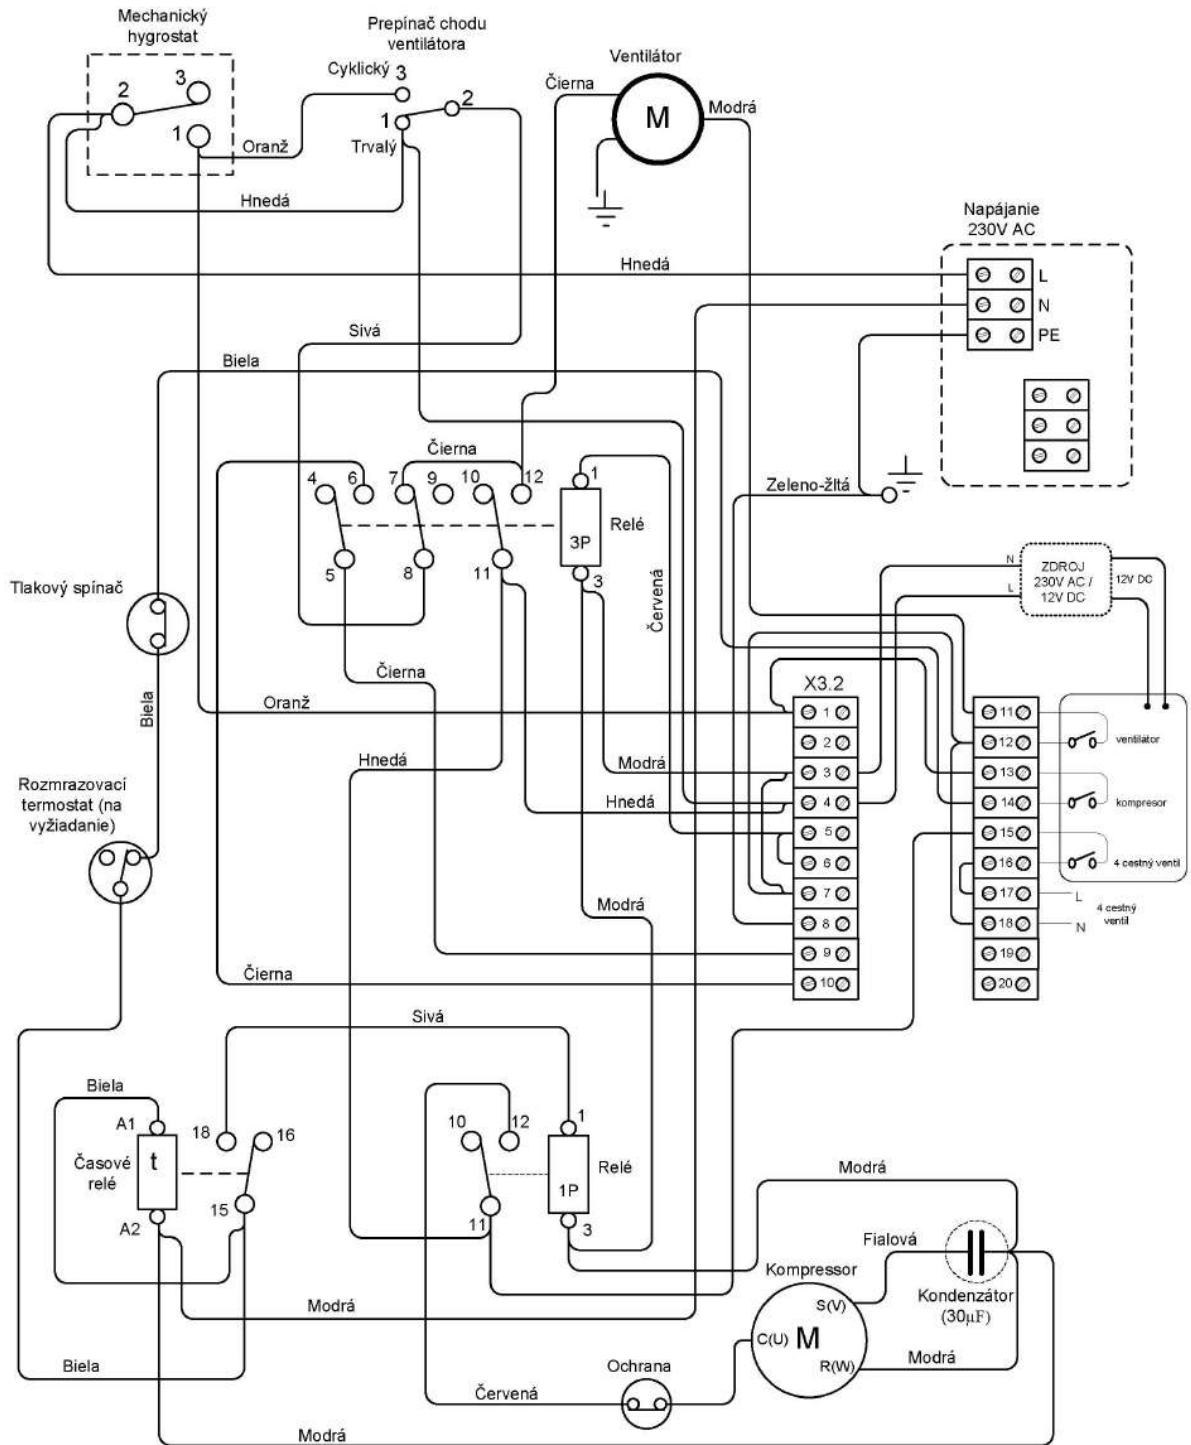 Mechanický
hygrostat
Prepínač chodu
ventilátora
Cyklický
3
2
1
Trvalý
2
3
1
Oranž
Hnedá
Ventilátor
Čierna
M
Modrá
Napájanie
230V AC
L
N
PE
Hnedá
Sivá
Biela
Čierna
4
6
7
9
10
12
5
8
11
1
3P
3
Relé
Červená
Zeleno-žltá
Tlakový spínač
Biela
N
L
ZDROJ
230V AC /
12V DC
12V DC
Čierna
Oranž
Hnedá
Modrá
Hnedá
X3.2
1
2
3
4
5
6
7
8
9
10
11
12
13
14
15
16
17
18
19
20
ventilátor
kompresor
4 cestný ventil
L
N
4 cestný
ventil
Rozmrazovací
termostat (na
vyžiadanie)
Modrá
Čierna
Sivá
Biela
A1
t
A2
Časové
relé
18
16
15
10
12
11
1
1P
3
Relé
Modrá
Fialová
Kondenzátor
(30µF)
Kompressor
S(V)
C(U)
M
R(W)
Modrá
Modrá
Biela
Ochrana
Červená
Modrá